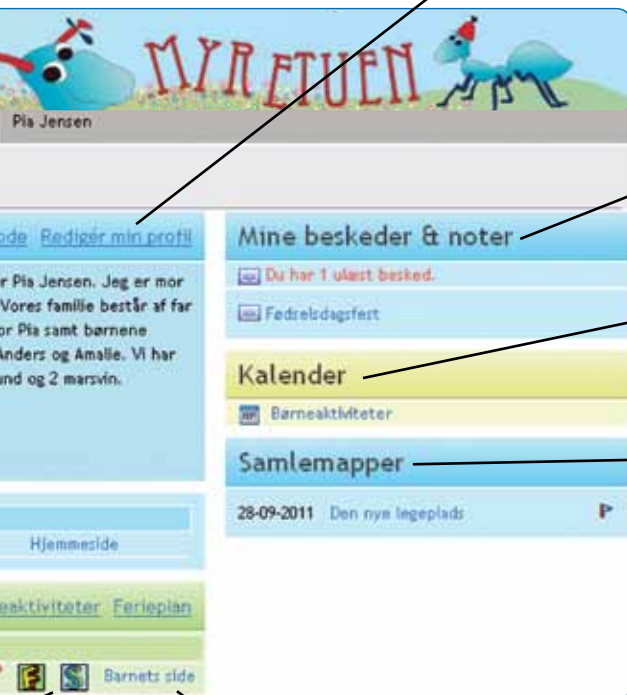 MYRETUEN
Pia Jensen
ode Redigér min profil
r Pia Jensen. Jeg er mor
Vores familie består af far
or Pia samt børnene
Anders og Amalie. Vi har
und og 2 marsvin.
Hjemmeside
eaktiviteter Ferieplan
Barnets side
Mine beskeder & noter
Du har 1 ulæst besked.
Fødselsdagsfest
Kalender
Børneaktiviteter
Samlemapper
28-09-2011 Den nye legeplads